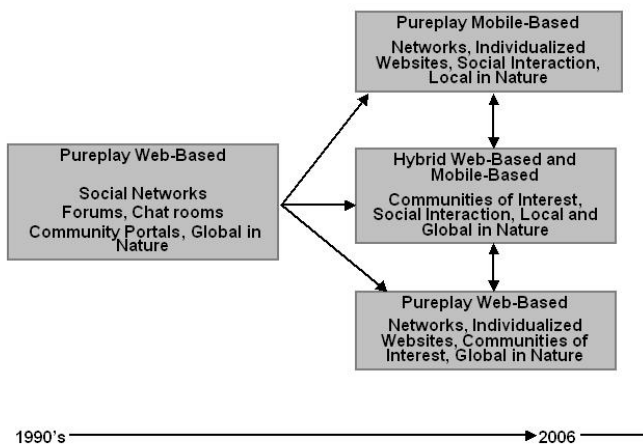 Pureplay Mobile-Based
Networks, Individualized
Websites, Social Interaction,
Local in Nature
Pureplay Web-Based
Social Networks
Forums, Chat rooms
Community Portals, Global in
Nature
Hybrid Web-Based and
Mobile-Based
Communities of Interest,
Social Interaction, Local and
Global in Nature
Pureplay Web-Based
Networks, Individualized
Websites, Communities of
Interest, Global in Nature
1990's
2006